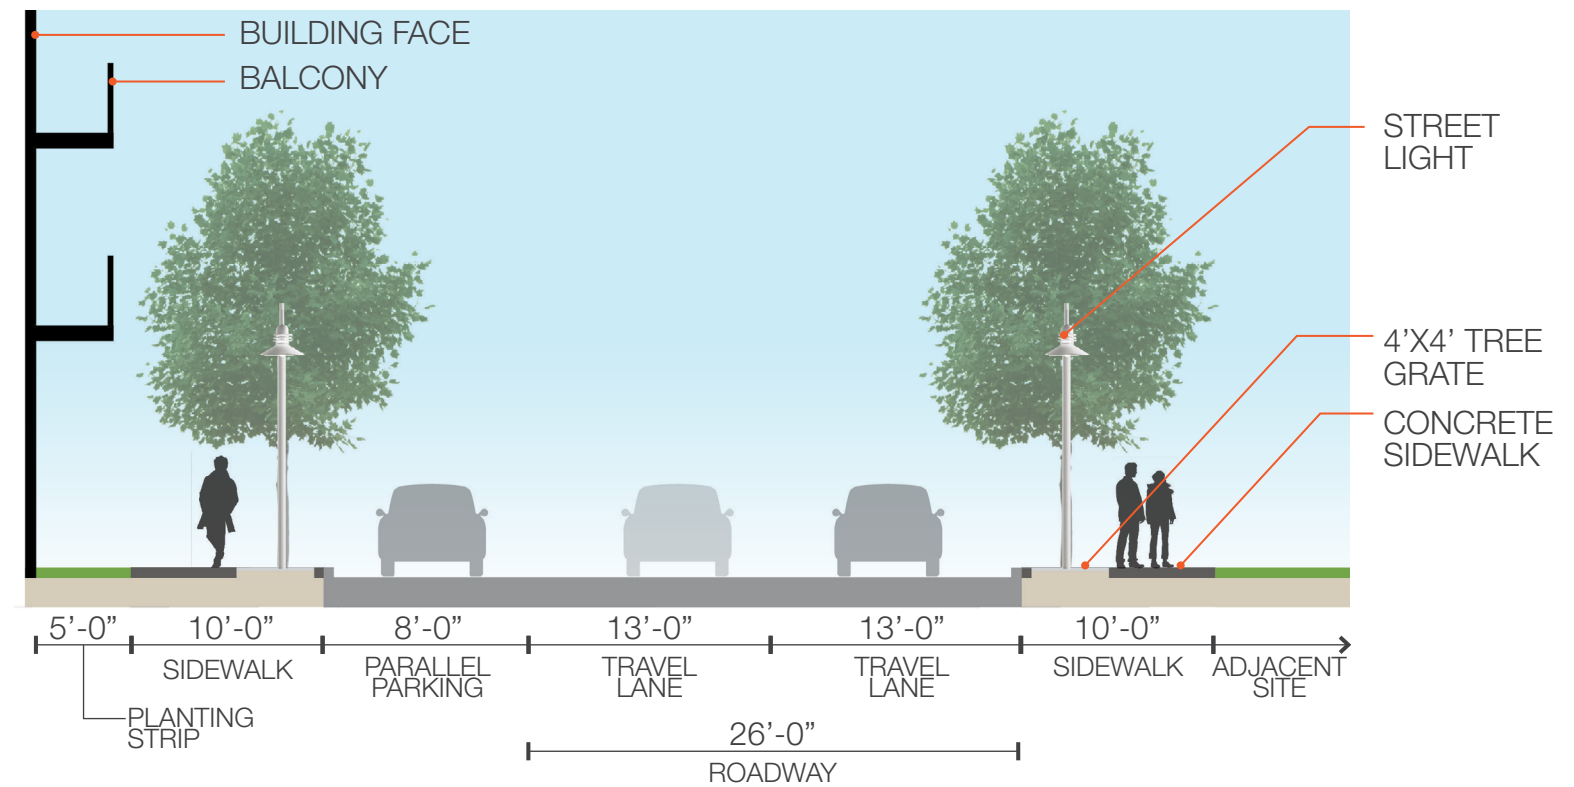 BUILDING FACE
BALCONY
STREET
LIGHT
4’X4’ TREE
GRATE
CONCRETE
SIDEWALK
5’-0”
10’-0”
8’-0”
13’-0”
13’-0”
10’-0”
SIDEWALK
PARALLEL
PARKING
TRAVEL
LANE
TRAVEL
LANE
SIDEWALK
ADJACENT
SITE
PLANTING
STRIP
26’-0”
ROADWAY